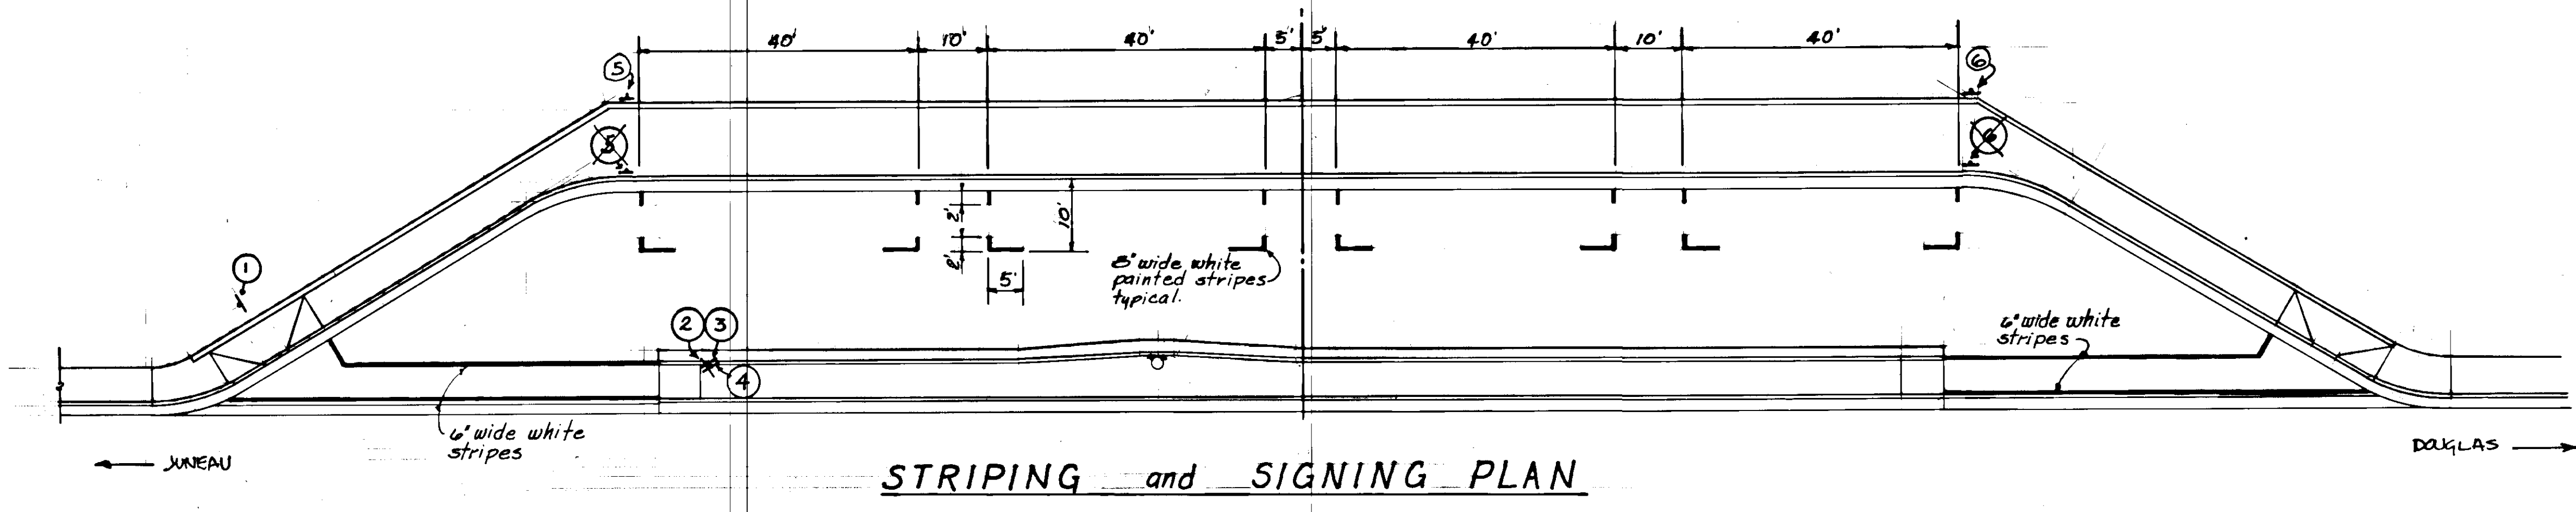 40' 10' 40' 5' 5' 40' 10' 40'
5 6
5 6
2' 10'
2' 5'
8" wide white
painted stripes
typical.
1
2 3
4
6" wide white
stripes
6" wide white
stripes
JUNEAU
DOUGLAS
STRIPING and SIGNING PLAN